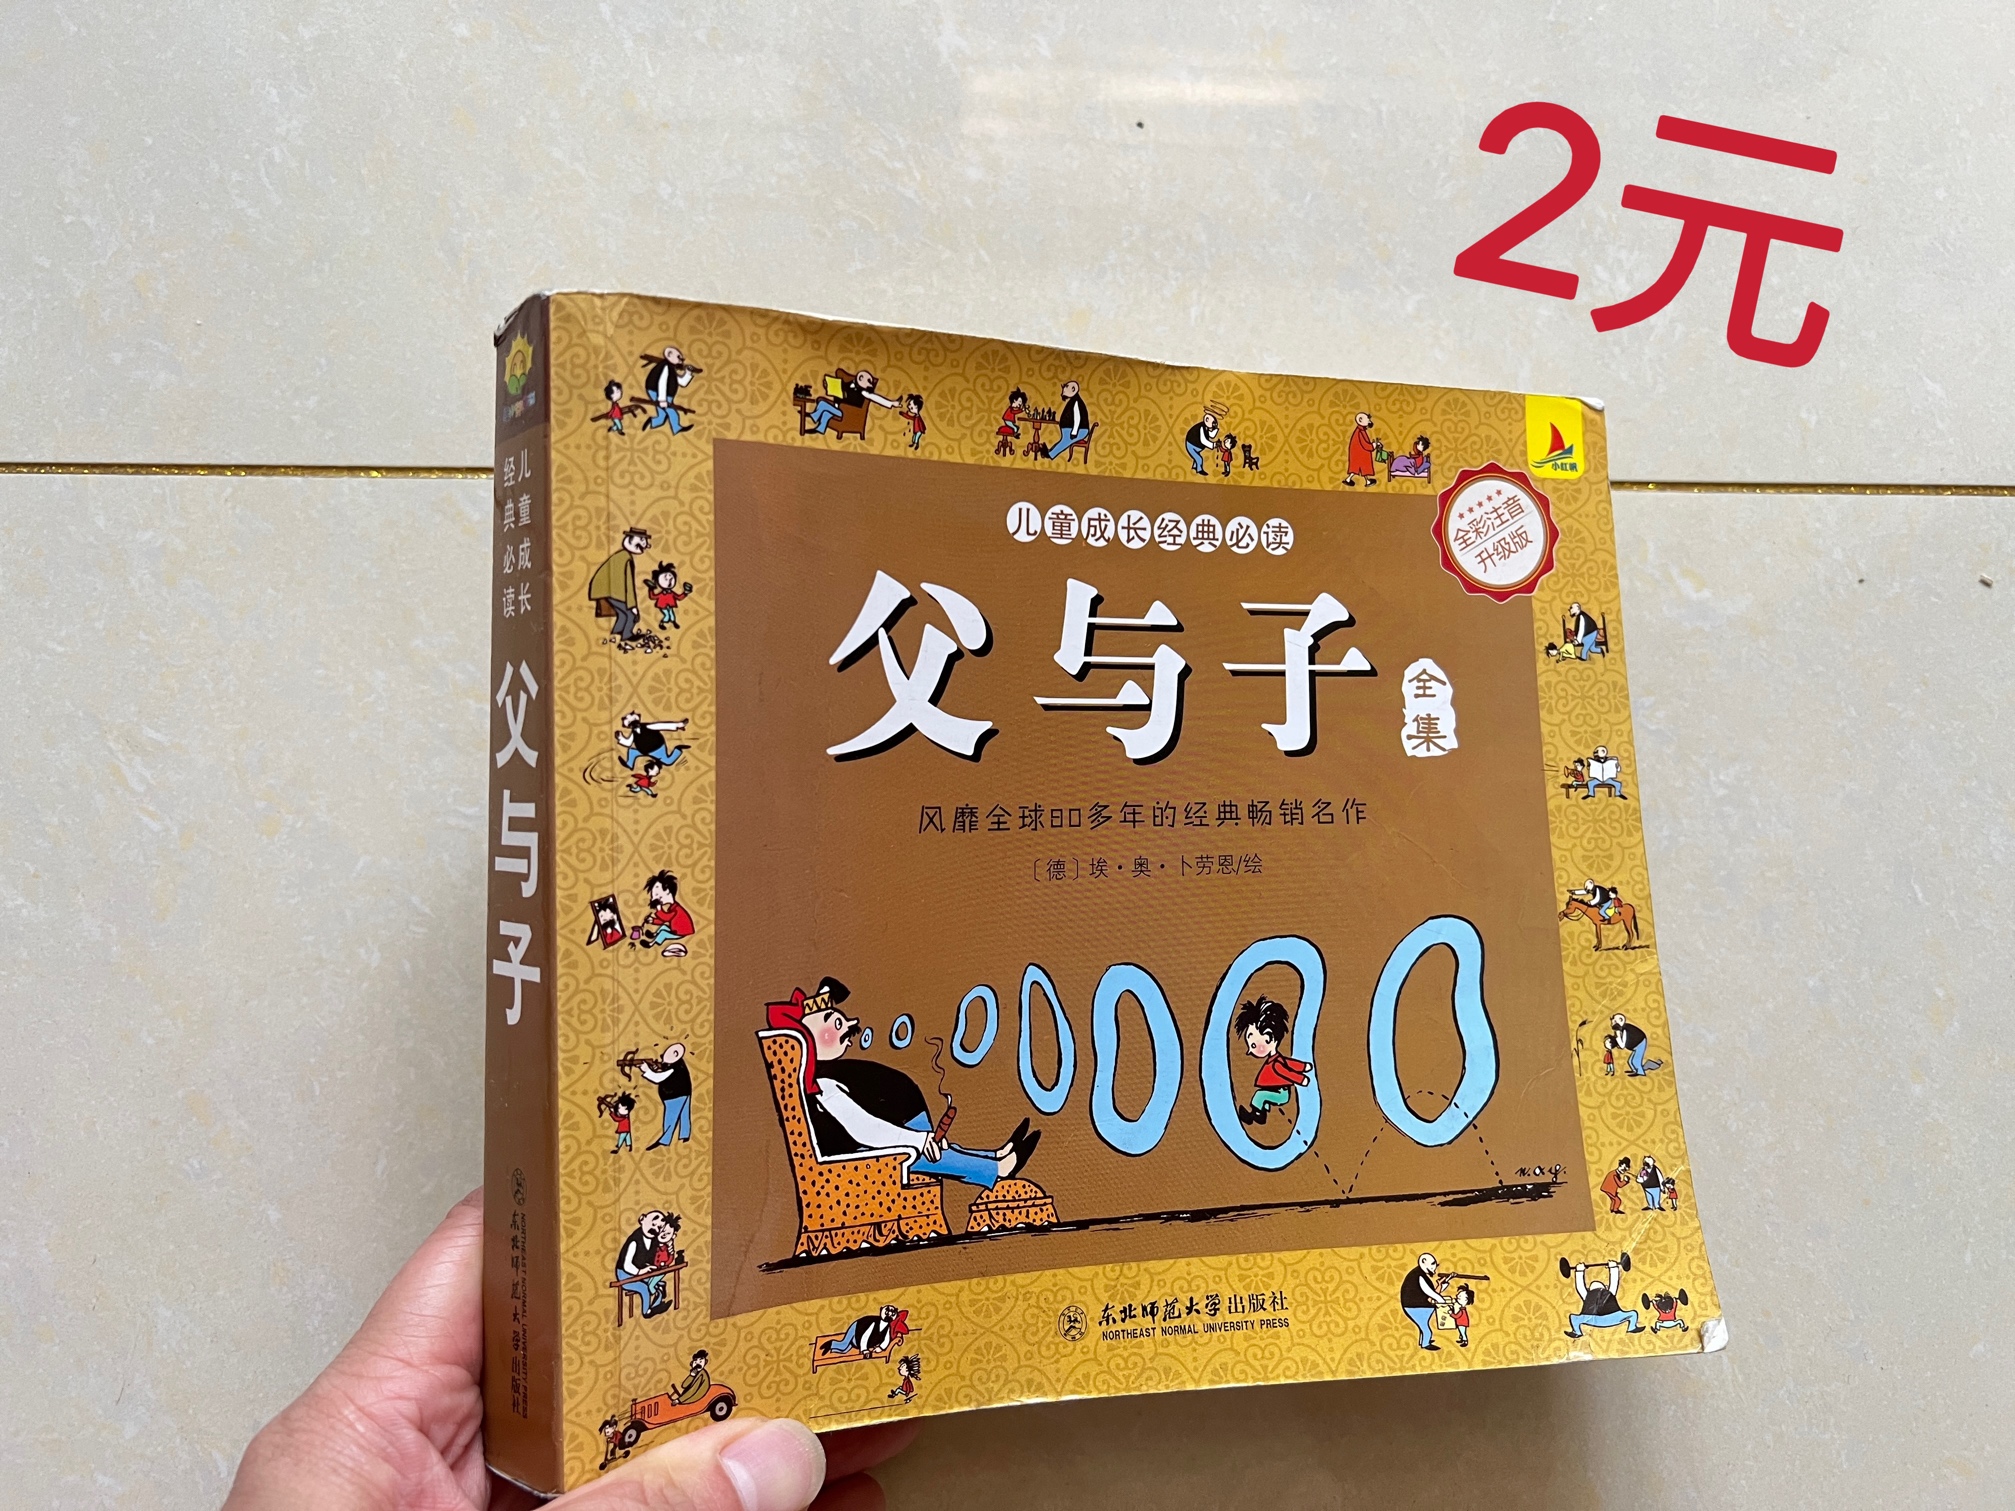 2元
小红帆
全彩注音
升级版
儿童成长经典必读
父与子
全集
风靡全球80多年的经典畅销名作
〔德〕埃·奥·卜劳恩/绘
东北师范大学出版社
NORTHEAST NORMAL UNIVERSITY PRESS
儿童成长
经典必读
父与子
东北师范大学出版社
NORTHEAST NORMAL UNIVERSITY PRESS